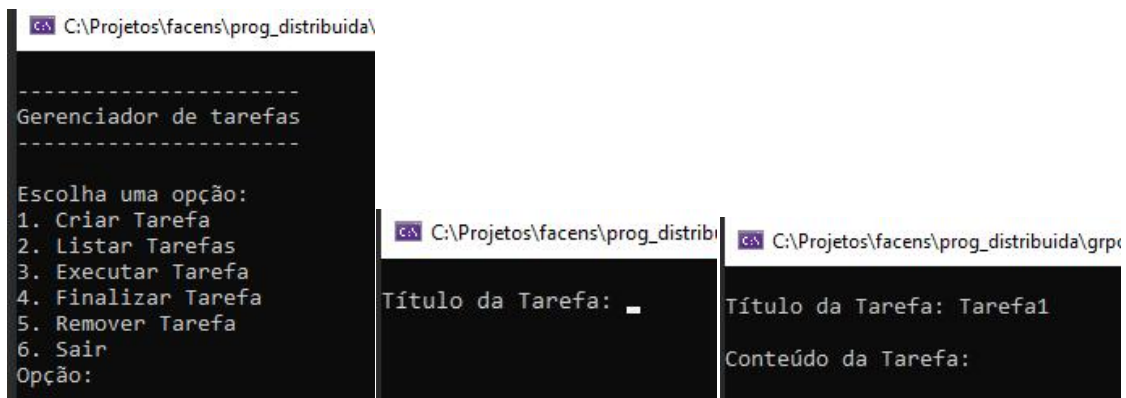 C:\Projetos\facens\prog_distribuida\
-----------------------
Gerenciador de tarefas
-----------------------
Escolha uma opção:
1. Criar Tarefa
2. Listar Tarefas
3. Executar Tarefa
4. Finalizar Tarefa
5. Remover Tarefa
6. Sair
Opção:
C:\Projetos\facens\prog_distrib
Título da Tarefa:
C:\Projetos\facens\prog_distribuida\grpc
Título da Tarefa: Tarefa1
Conteúdo da Tarefa: